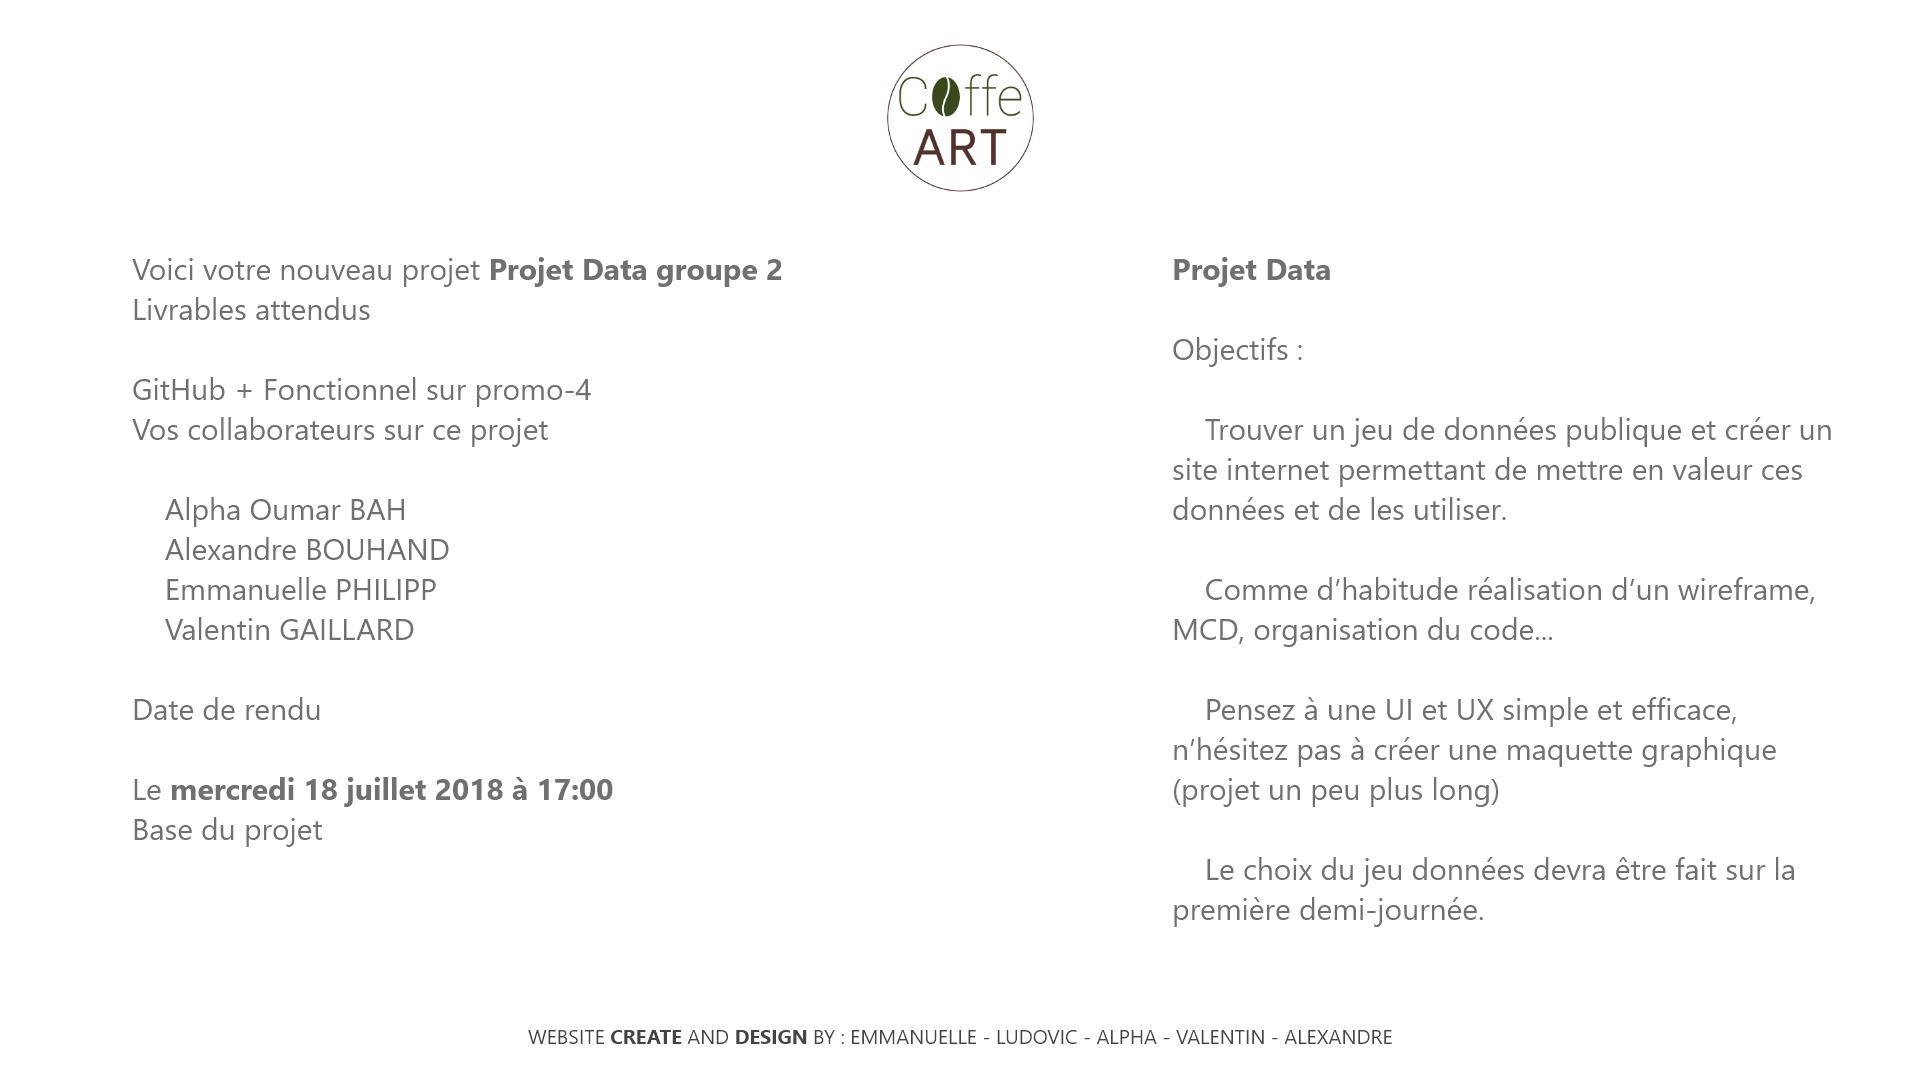 Coffe
ART
Voici votre nouveau projet Projet Data groupe 2
Livrables attendus
GitHub + Fonctionnel sur promo-4
Vos collaborateurs sur ce projet
Alpha Oumar BAH
Alexandre BOUHAND
Emmanuelle PHILIPP
Valentin GAILLARD
Date de rendu
Le mercredi 18 juillet 2018 à 17:00
Base du projet
Projet Data
Objectifs :
Trouver un jeu de données publique et créer un
site internet permettant de mettre en valeur ces
données et de les utiliser.
Comme d’habitude réalisation d’un wireframe,
MCD, organisation du code...
Pensez à une UI et UX simple et efficace,
n’hésitez pas à créer une maquette graphique
(projet un peu plus long)
Le choix du jeu données devra être fait sur la
première demi-journée.
WEBSITE CREATE AND DESIGN BY : EMMANUELLE - LUDOVIC - ALPHA - VALENTIN - ALEXANDRE